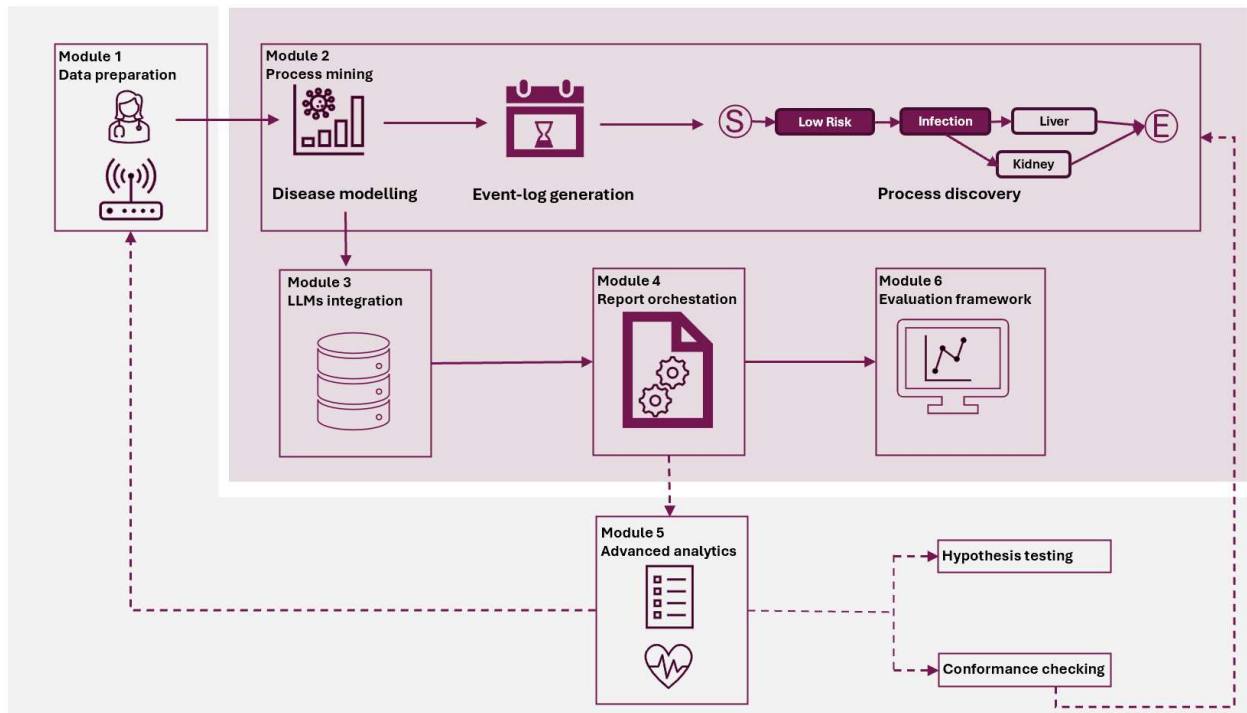 Module 1
Data preparation
Module 2
Process mining
S
Low Risk
Infection
Liver
Kidney
E
Disease modelling
Event-log generation
Process discovery
Module 3
LLMs integration
Module 4
Report orchestation
Module 6
Evaluation framework
Module 5
Advanced analytics
Hypothesis testing
Conformance checking